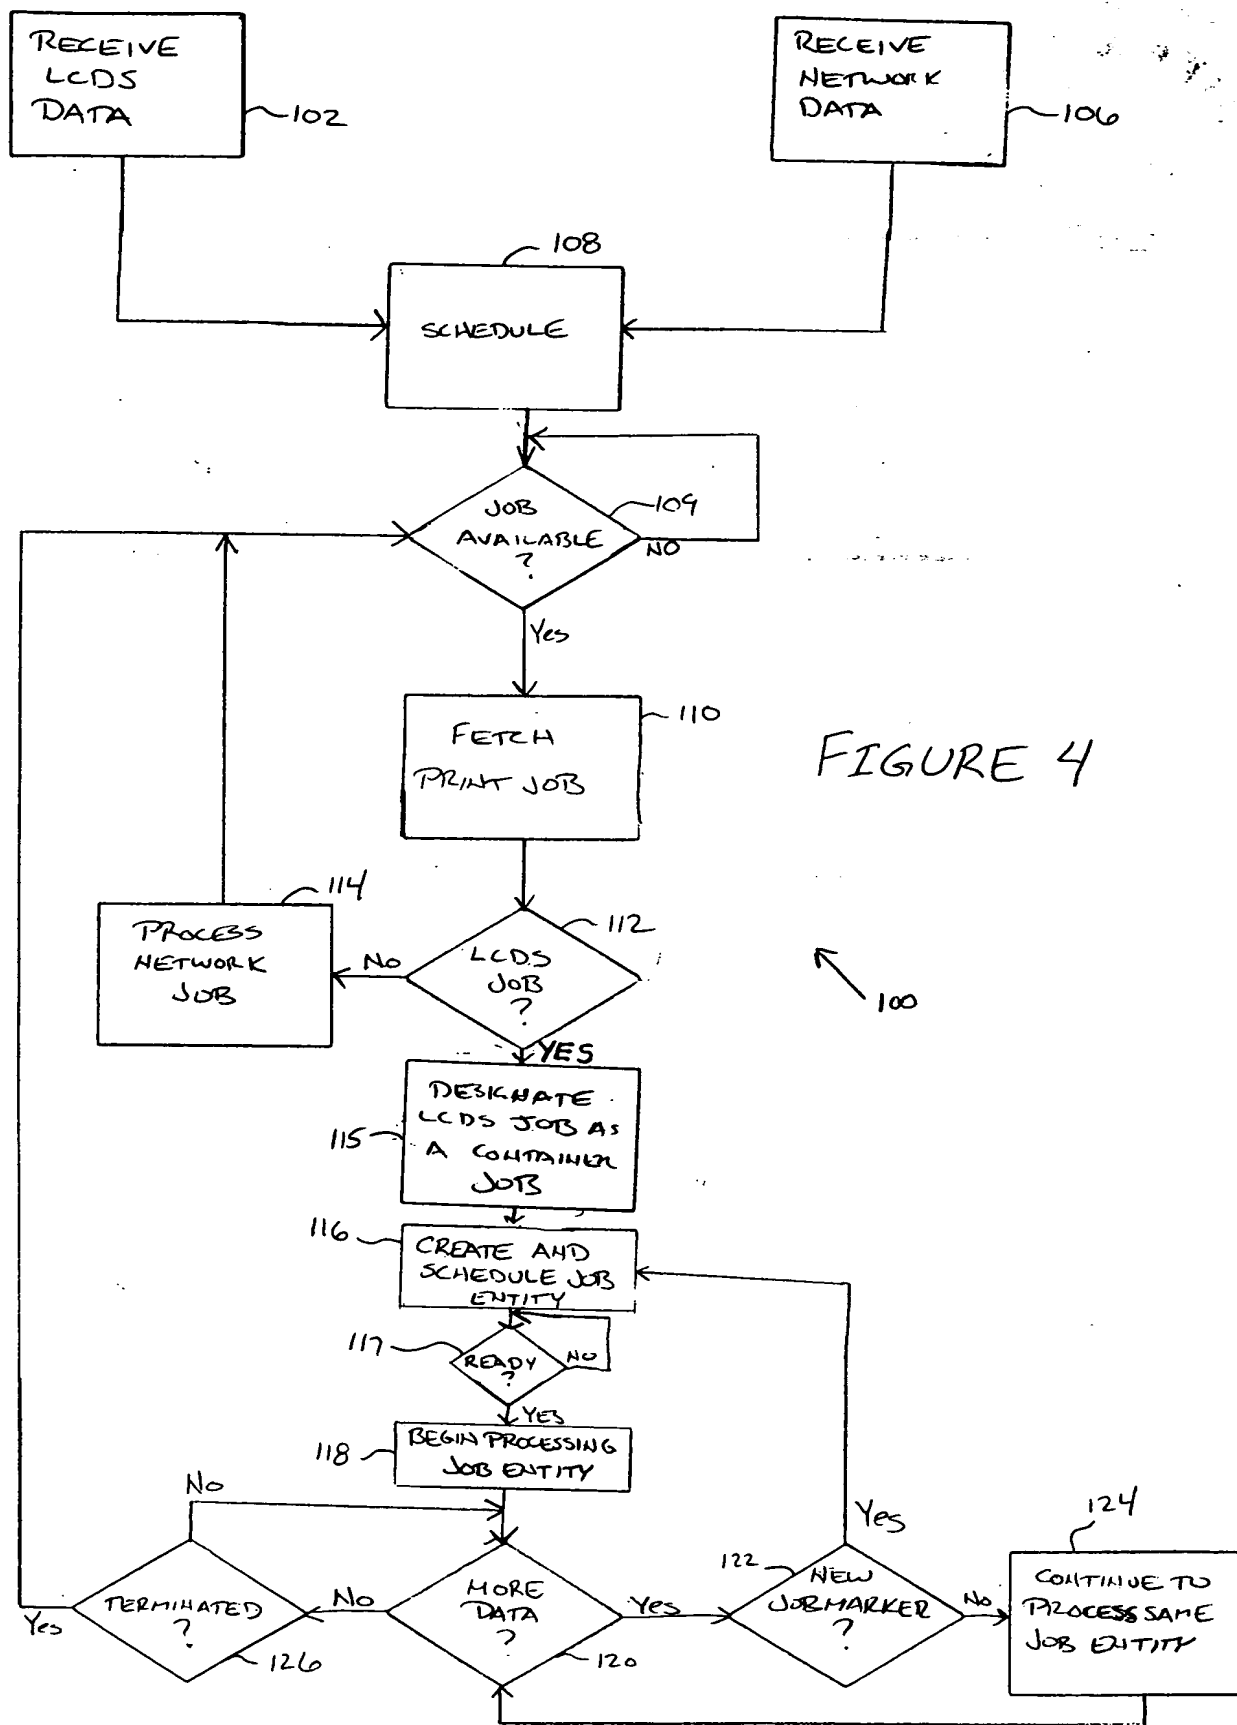 RECEIVE
LCDS
DATA
102
RECEIVE
NETWORK
DATA
106
108
SCHEDULE
JOB
AVAILABLE
?
109
NO
Yes
FETCH
PRINT JOB
110
FIGURE 4
114
PROCESS
NETWORK
JOB
No
LCDS
JOB
?
112
100
YES
DESIGNATE
LCDS JOB AS
A CONTAINER
JOB
115
116
CREATE AND
SCHEDULE JOB
ENTITY
117
READY
?
NO
YES
118
BEGIN PROCESSING
JOB ENTITY
No
TERMINATED
?
Yes
126
No
MORE
DATA
?
120
Yes
122
NEW
JOBMARKER
?
Yes
No
124
CONTINUE TO
PROCESS SAME
JOB ENTITY